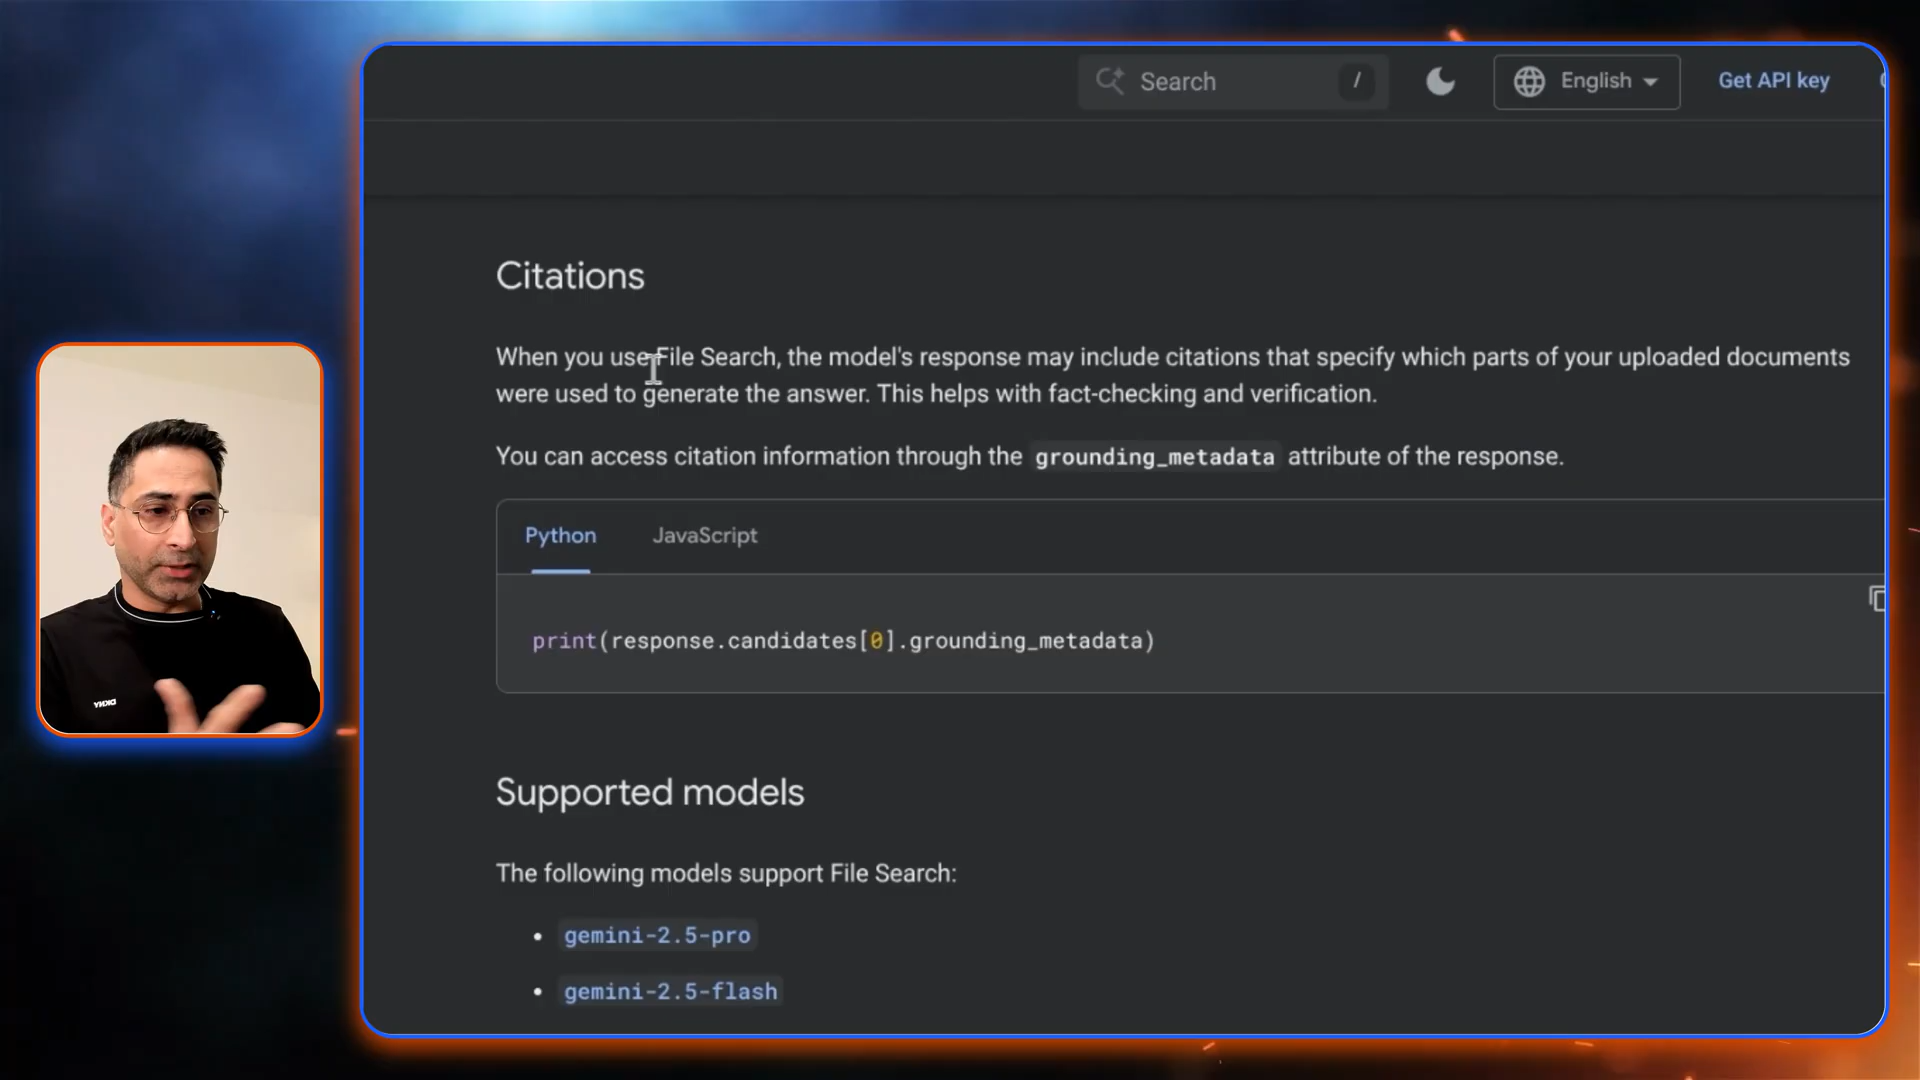 Search /
English
Get API key
Citations
When you use File Search, the model's response may include citations that specify which parts of your uploaded documents
were used to generate the answer. This helps with fact-checking and verification.
You can access citation information through the grounding_metadata attribute of the response.
Python JavaScript
print(response.candidates[0].grounding_metadata)
Supported models
The following models support File Search:
• gemini-2.5-pro
• gemini-2.5-flash
DKNY